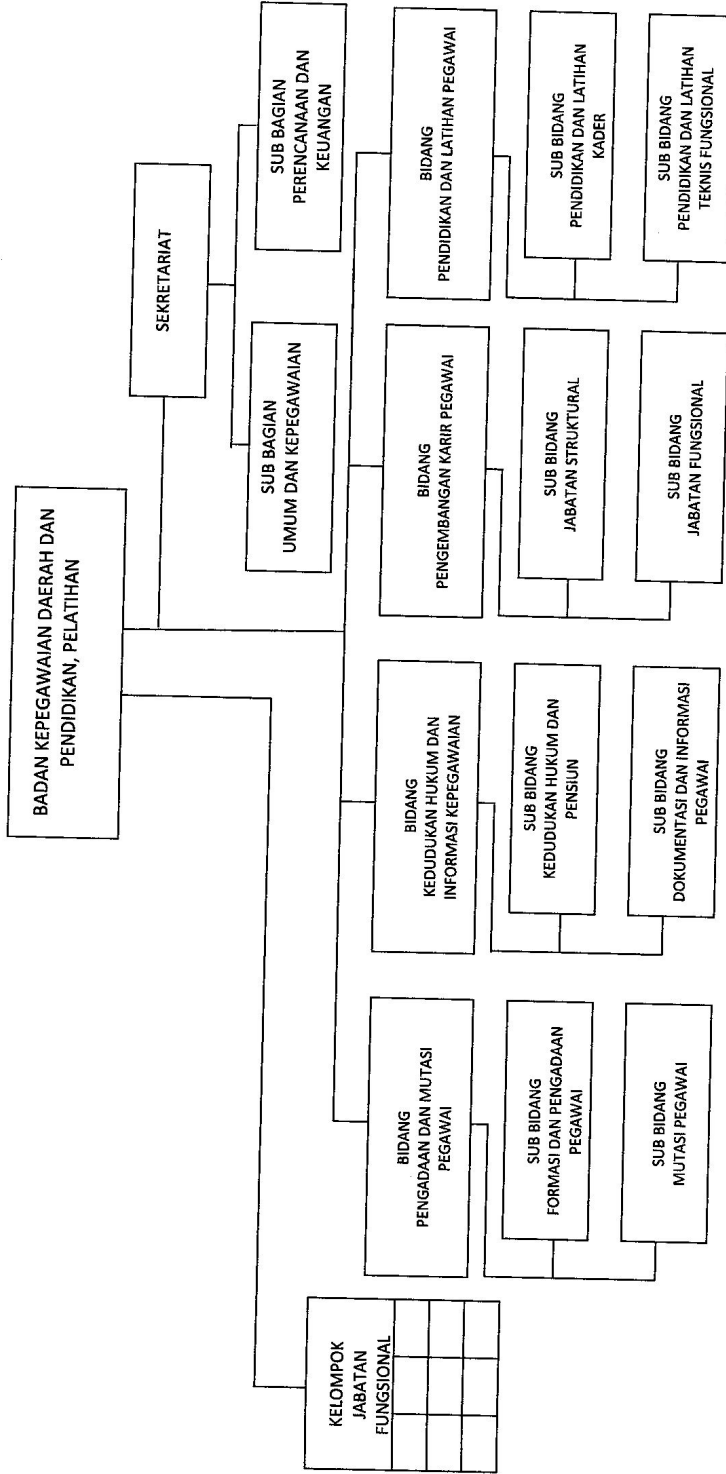 BADAN KEPEGAWAIAN DAERAH DAN
PENDIDIKAN, PELATIHAN
SEKRETARIAT
SUB BAGIAN
UMUM DAN KEPEGAWAIAN
SUB BAGIAN
PERENCANAAN DAN
KEUANGAN
KELOMPOK
JABATAN
FUNGSIONAL
BIDANG
PENGADAAN DAN MUTASI
PEGAWAI
SUB BIDANG
FORMASI DAN PENGADAAN
PEGAWAI
SUB BIDANG
MUTASI PEGAWAI
BIDANG
KEDUDUKAN HUKUM DAN
INFORMASI KEPEGAWAIAN
SUB BIDANG
KEDUDUKAN HUKUM DAN
PENSIUN
SUB BIDANG
DOKUMENTASI DAN INFORMASI
PEGAWAI
BIDANG
PENGEMBANGAN KARIR PEGAWAI
SUB BIDANG
JABATAN STRUKTURAL
SUB BIDANG
JABATAN FUNGSIONAL
BIDANG
PENDIDIKAN DAN LATIHAN PEGAWAI
SUB BIDANG
PENDIDIKAN DAN LATIHAN
KADER
SUB BIDANG
PENDIDIKAN DAN LATIHAN
TEKNIS FUNGSIONAL